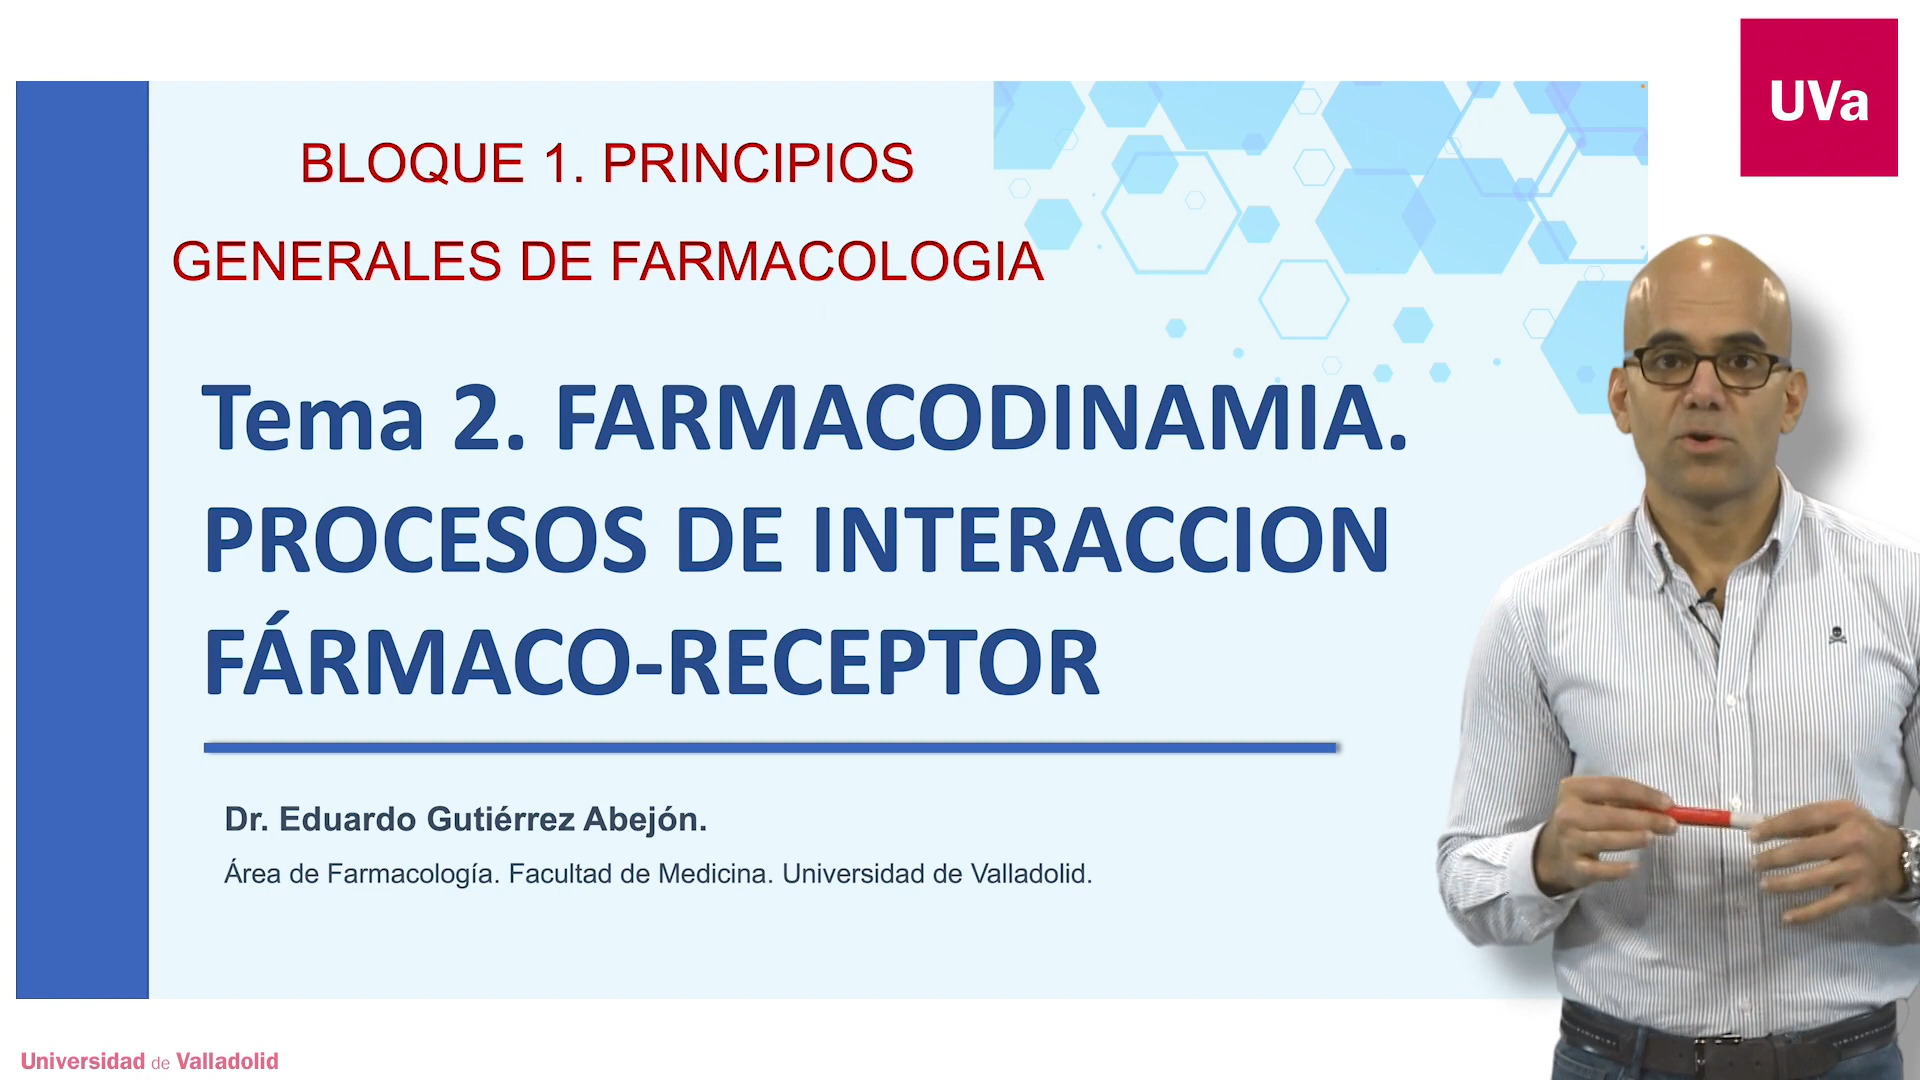 UVa
BLOQUE 1. PRINCIPIOS
GENERALES DE FARMACOLOGIA
Tema 2. FARMACODINAMIA.
PROCESOS DE INTERACCION
FÁRMACO-RECEPTOR
Dr. Eduardo Gutiérrez Abejón.
Área de Farmacología. Facultad de Medicina. Universidad de Valladolid.
Universidad de Valladolid